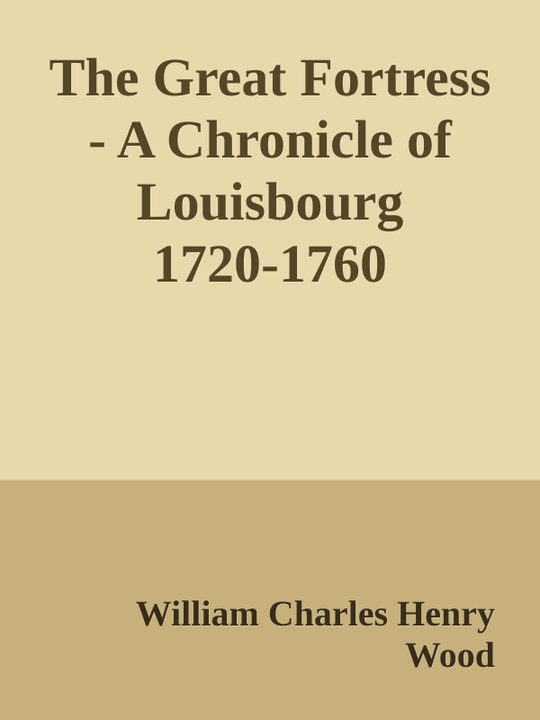 The Great Fortress
- A Chronicle of
Louisbourg
1720-1760
William Charles Henry
Wood